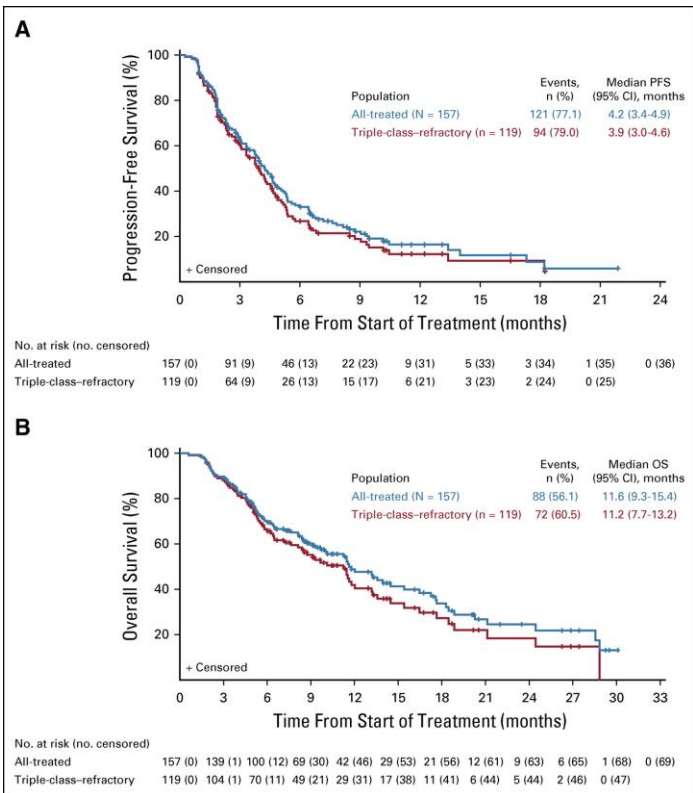 A
Progression-Free Survival (%)
100
80
60
40
20
Population
Events,
n (%)
Median PFS
(95% CI), months
All-treated (N = 157) 121 (77.1) 4.2 (3.4-4.9)
Triple-class–refractory (n = 119) 94 (79.0) 3.9 (3.0-4.6)
+ Censored
0 3 6 9 12 15 18 21 24
Time From Start of Treatment (months)
No. at risk (no. censored)
All-treated 157 (0) 91 (9) 46 (13) 22 (23) 9 (31) 5 (33) 3 (34) 1 (35) 0 (36)
Triple-class–refractory 119 (0) 64 (9) 26 (13) 15 (17) 6 (21) 3 (23) 2 (24) 0 (25)
B
Overall Survival (%)
100
80
60
40
20
Population
Events,
n (%)
Median OS
(95% CI), months
All-treated (N = 157) 88 (56.1) 11.6 (9.3-15.4)
Triple-class–refractory (n = 119) 72 (60.5) 11.2 (7.7-13.2)
+ Censored
0 3 6 9 12 15 18 21 24 27 30 33
Time From Start of Treatment (months)
No. at risk (no. censored)
All-treated 157 (0) 139 (1) 100 (12) 69 (30) 42 (46) 29 (53) 21 (56) 12 (61) 9 (63) 6 (65) 1 (68) 0 (69)
Triple-class–refractory 119 (0) 104 (1) 70 (11) 49 (21) 29 (31) 17 (38) 11 (41) 6 (44) 5 (44) 2 (46) 0 (47)